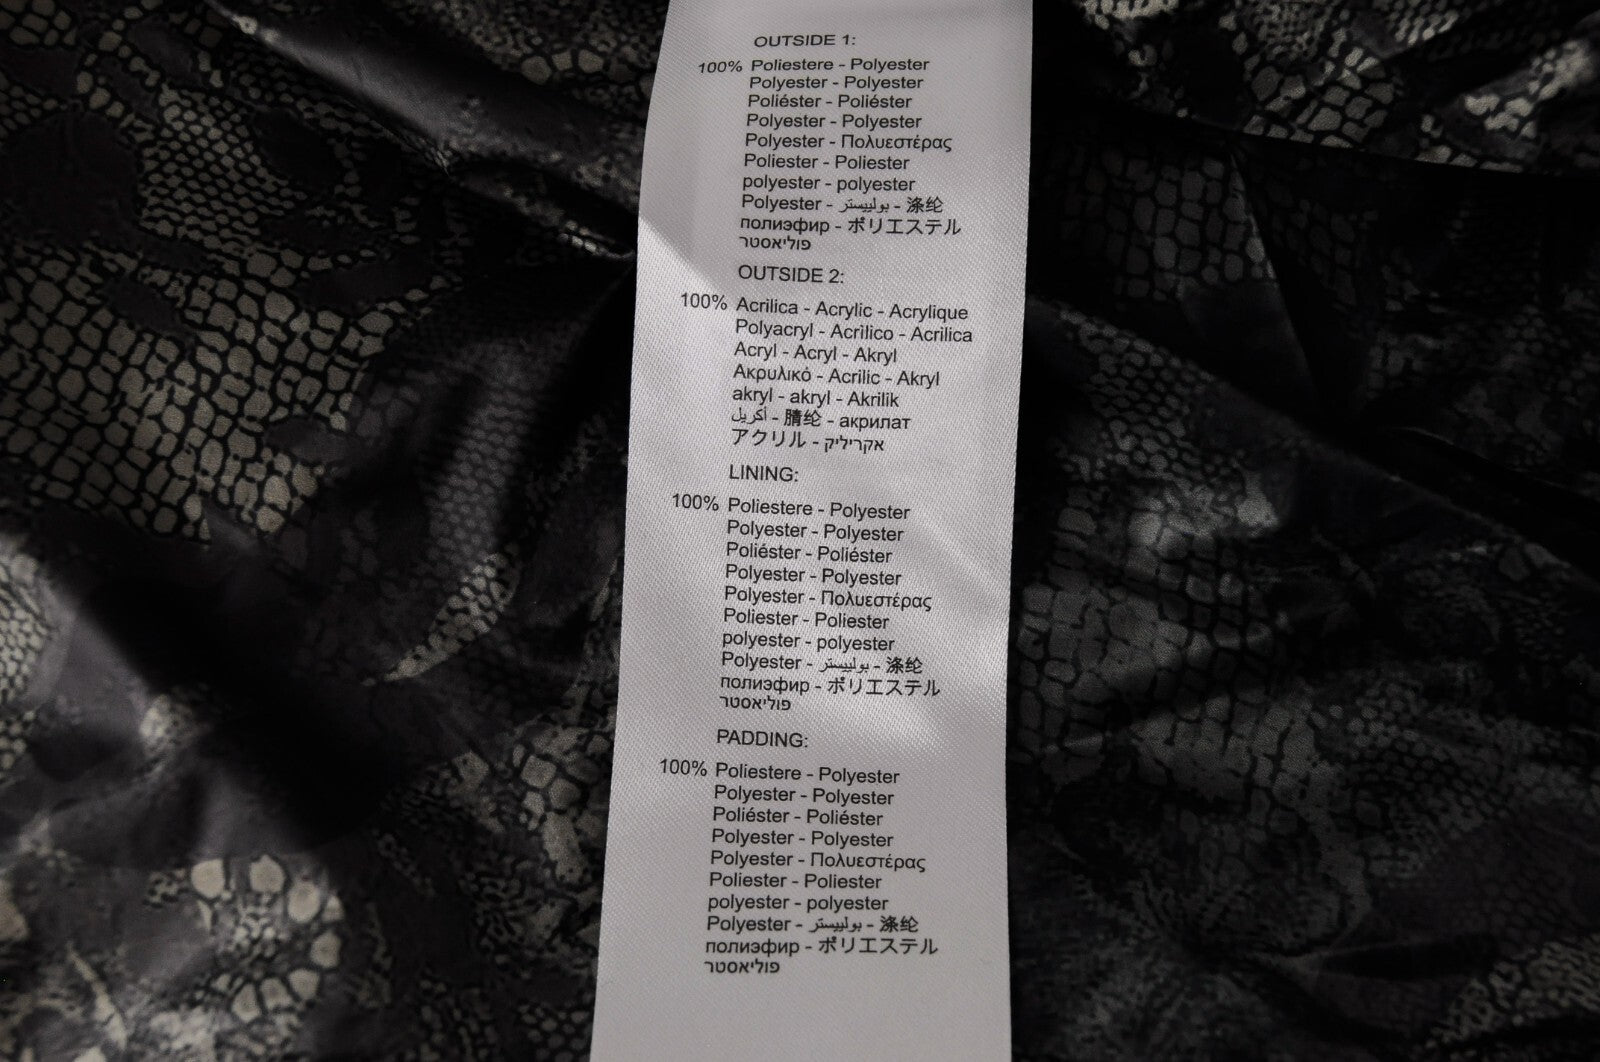 OUTSIDE 1:
100% Poliestere - Polyester
Polyester - Polyester
Poliéster - Poliéster
Polyester - Polyester
Polyester - Πολυεστέρας
Poliester - Poliester
polyester - polyester
Polyester - بولييستر - 涤纶
полиэфир - ポリエステル
פוליאסטר
OUTSIDE 2:
100% Acrilica - Acrylic - Acrylique
Polyacryl - Acrìlico - Acrilica
Acryl - Acryl - Akryl
Ακρυλικό - Acrilic - Akryl
akryl - akryl - Akrilik
أكريل - 腈纶 - акрилат
アクリル - אקריליק
LINING:
100% Poliestere - Polyester
Polyester - Polyester
Poliéster - Poliéster
Polyester - Polyester
Polyester - Πολυεστέρας
Poliester - Poliester
polyester - polyester
Polyester - بولييستر - 涤纶
полиэфир - ポリエステル
פוליאסטר
PADDING:
100% Poliestere - Polyester
Polyester - Polyester
Poliéster - Poliéster
Polyester - Polyester
Polyester - Πολυεστέρας
Poliester - Poliester
polyester - polyester
Polyester - بولييستر - 涤纶
полиэфир - ポリエステル
פוליאסטר